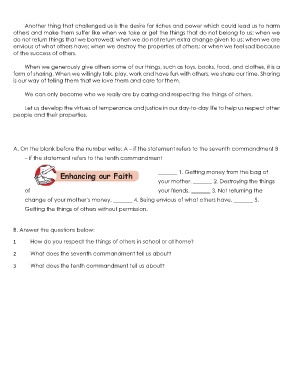 Another thing that challenged us is the desire for riches and power which could lead us to harm
others and make them suffer like when we take or get the things that do not belong to us; when we
do not return things that we borrowed; when we do not return extra change given to us; when we are
envious of what others have; when we destroy the properties of others; or when we feel sad because
of the success of others.
When we generously give others some of our things, such as toys, books, food, and clothes, it is a
form of sharing. When we willingly talk, play, work and have fun with others, we share our time. Sharing
is our way of telling them that we love them and care for them.
We can only become who we really are by caring and respecting the things of others.
Let us develop the virtues of temperance and justice in our day-to-day life to help us respect other
people and their properties.
A. On the blank before the number write: A – if the statement refers to the seventh commandment B
– if the statement refers to the tenth commandment
Enhancing our Faith
______ 1. Getting money from the bag of
your mother. ______ 2. Destroying the things
of your friends. ______ 3. Not returning the
change of your mother's money. ______ 4. Being envious of what others have. ______ 5.
Getting the things of others without permission.
B. Answer the questions below:
1 How do you respect the things of others in school or at home?
2 What does the seventh commandment tell us about?
3 What does the tenth commandment tell us about?